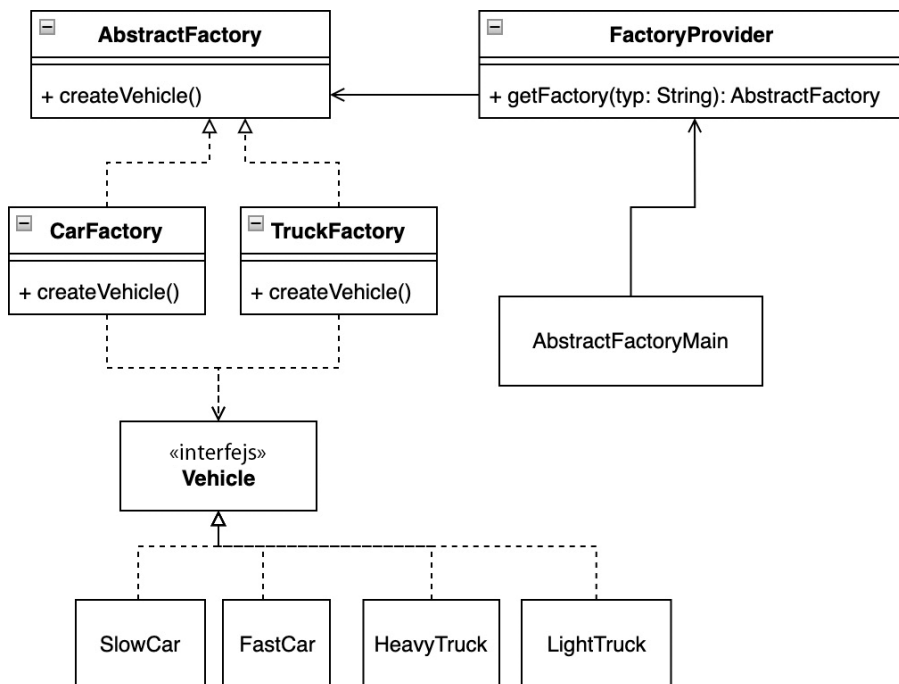 AbstractFactory
+ createVehicle()
FactoryProvider
+ getFactory(typ: String): AbstractFactory
CarFactory
+ createVehicle()
TruckFactory
+ createVehicle()
AbstractFactoryMain
«interfejs»
Vehicle
SlowCar
FastCar
HeavyTruck
LightTruck